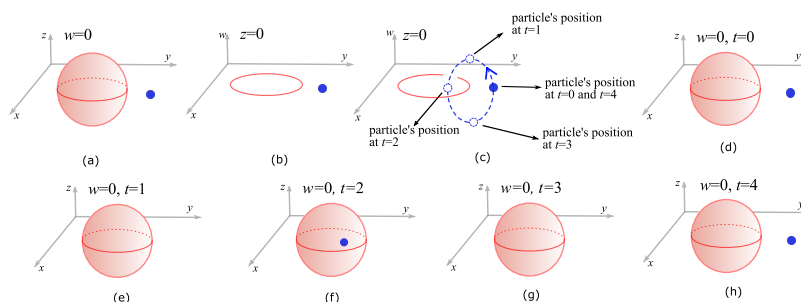 z
w=0
y
x
(a)
w
z=0
y
x
(b)
z=0
y
x
particle's position
at t=1
particle's position
at t=0 and t=4
particle's position
at t=2
particle's position
at t=3
(c)
z
w=0, t=0
y
x
(d)
z
w=0, t=1
y
x
(e)
z
w=0, t=2
y
x
(f)
z
w=0, t=3
y
x
(g)
z
w=0, t=4
y
x
(h)